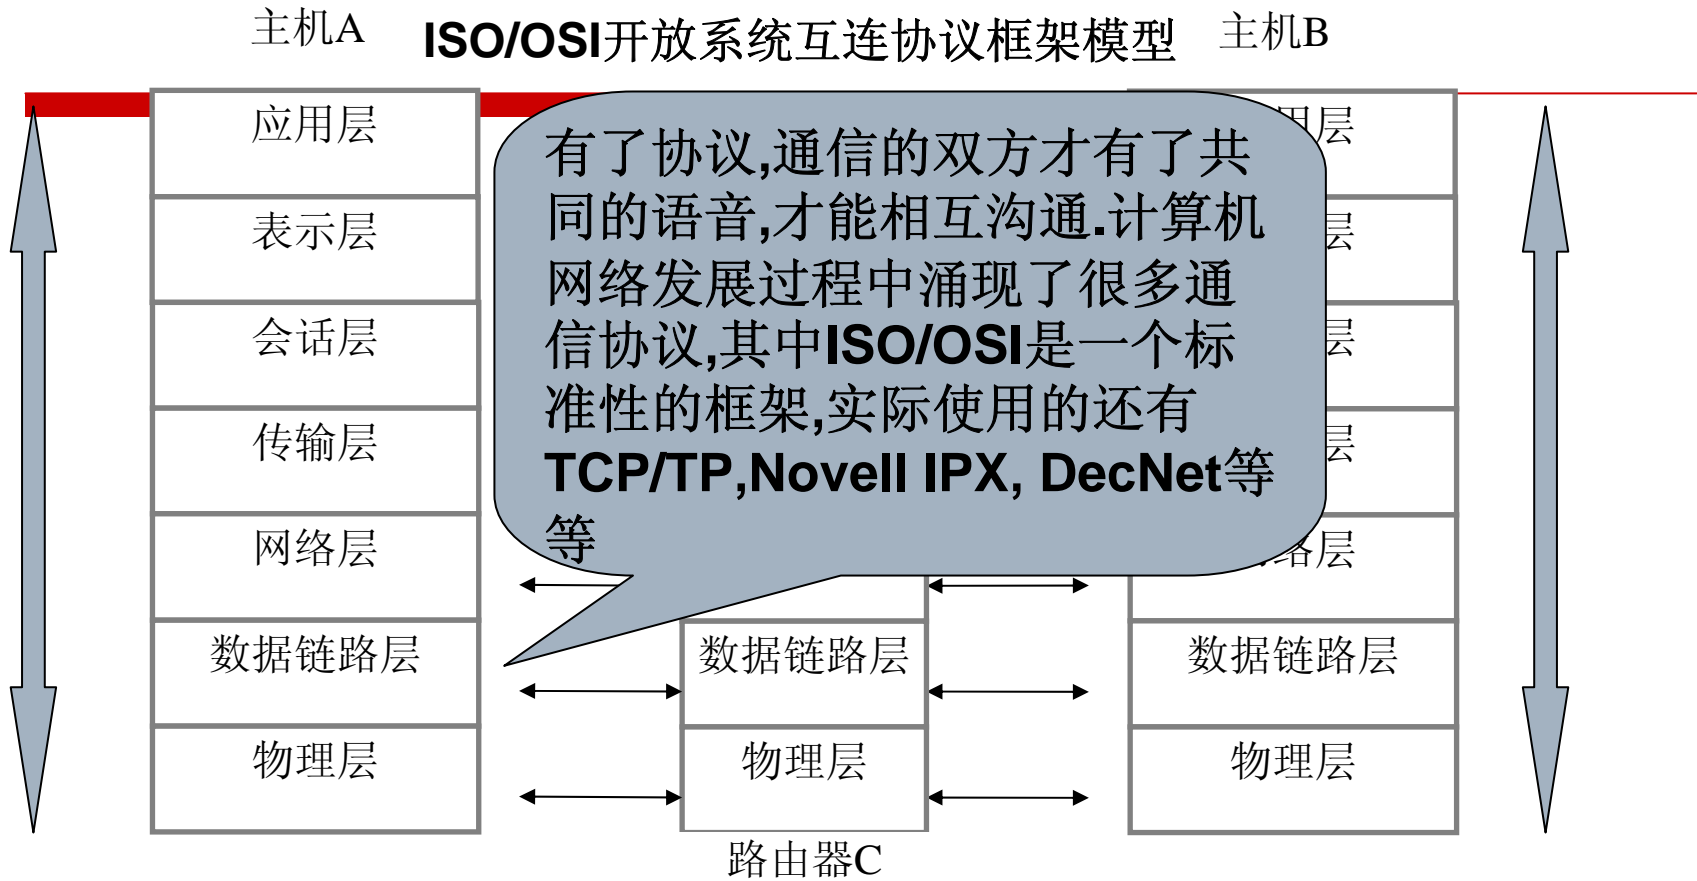 主机A
ISO/OSI开放系统互连协议框架模型
主机B
应用层
表示层
会话层
传输层
网络层
数据链路层
物理层
有了协议,通信的双方才有了共
同的语音,才能相互沟通.计算机
网络发展过程中涌现了很多通
信协议,其中ISO/OSI是一个标
准性的框架,实际使用的还有
TCP/TP,Novell IPX, DecNet等
等
数据链路层
物理层
路由器C
用层
层
层
层
络层
数据链路层
物理层